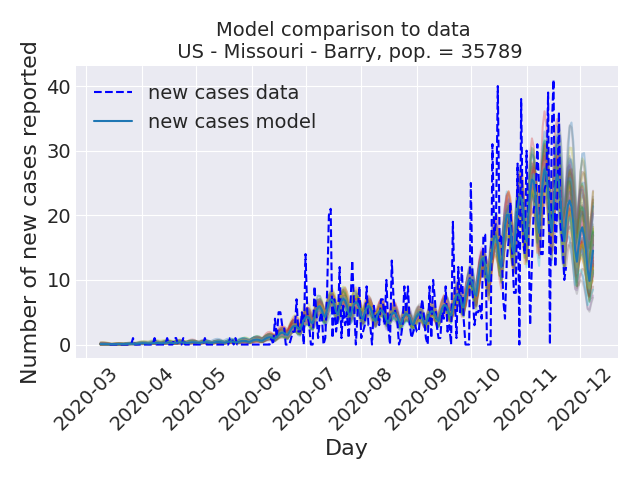 Model comparison to data
US - Missouri - Barry, pop. = 35789
Number of new cases reported
40
30
20
10
0
new cases data
new cases model
2020-03
2020-04
2020-05
2020-06
2020-07
2020-08
2020-09
2020-10
2020-11
2020-12
Day